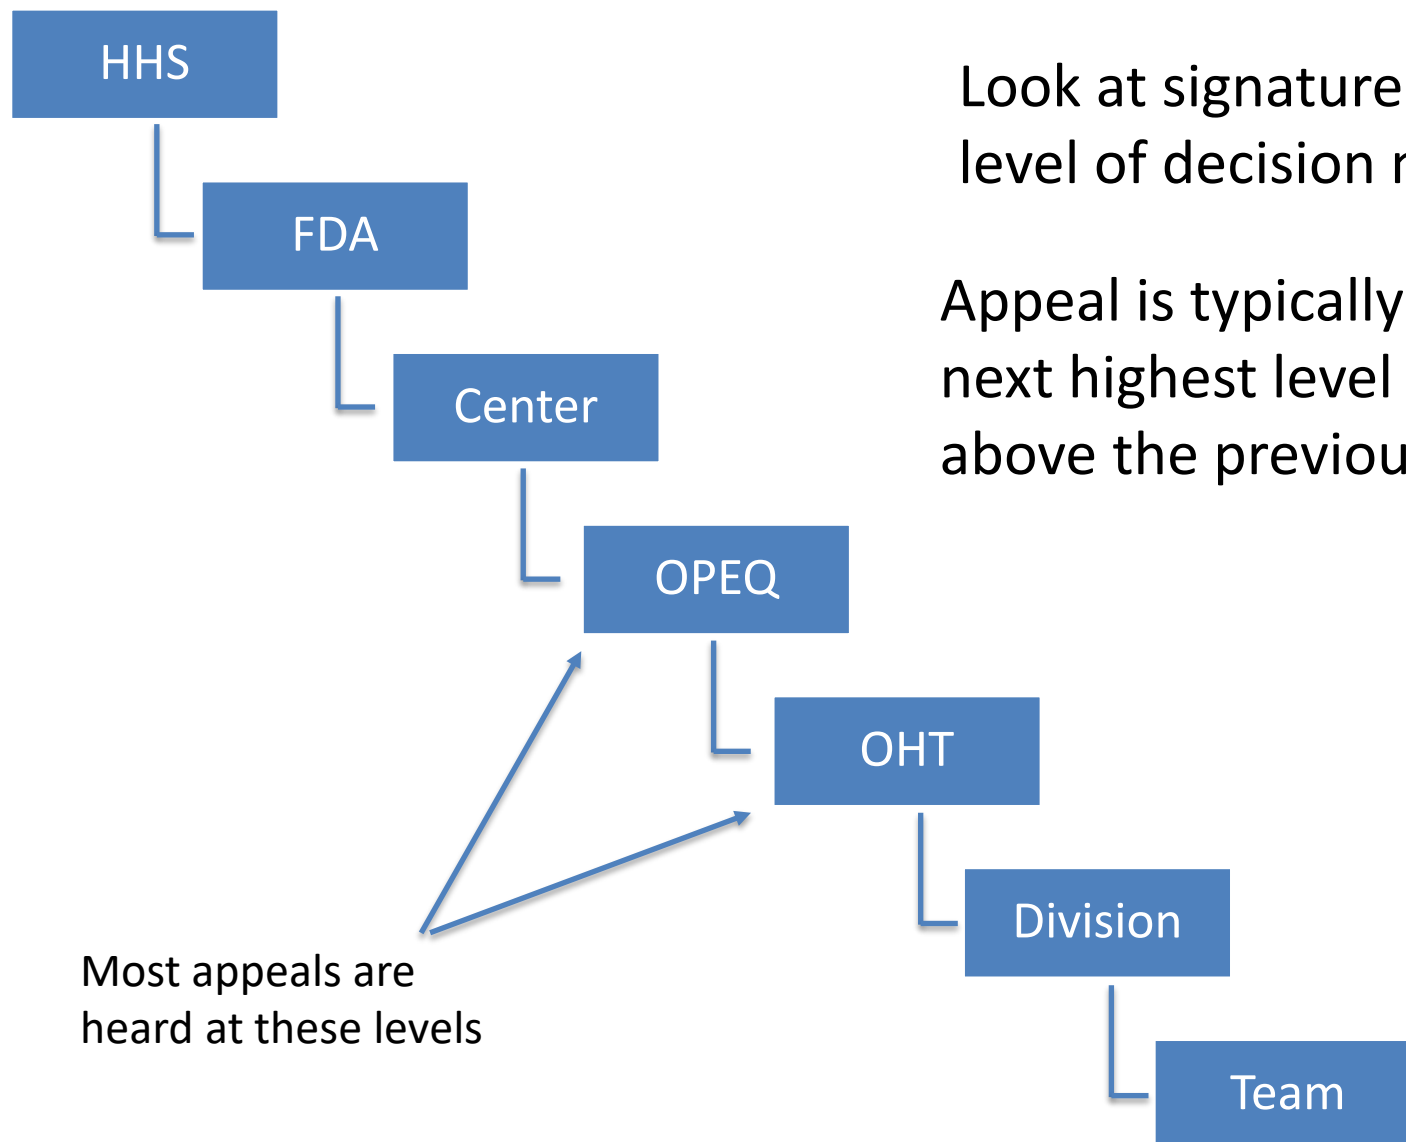 HHS
Look at signature
level of decision
FDA
Appeal is typically
next highest level
above the
Center
OPEQ
OHT
Division
Most appeals are
heard at these levels
Team